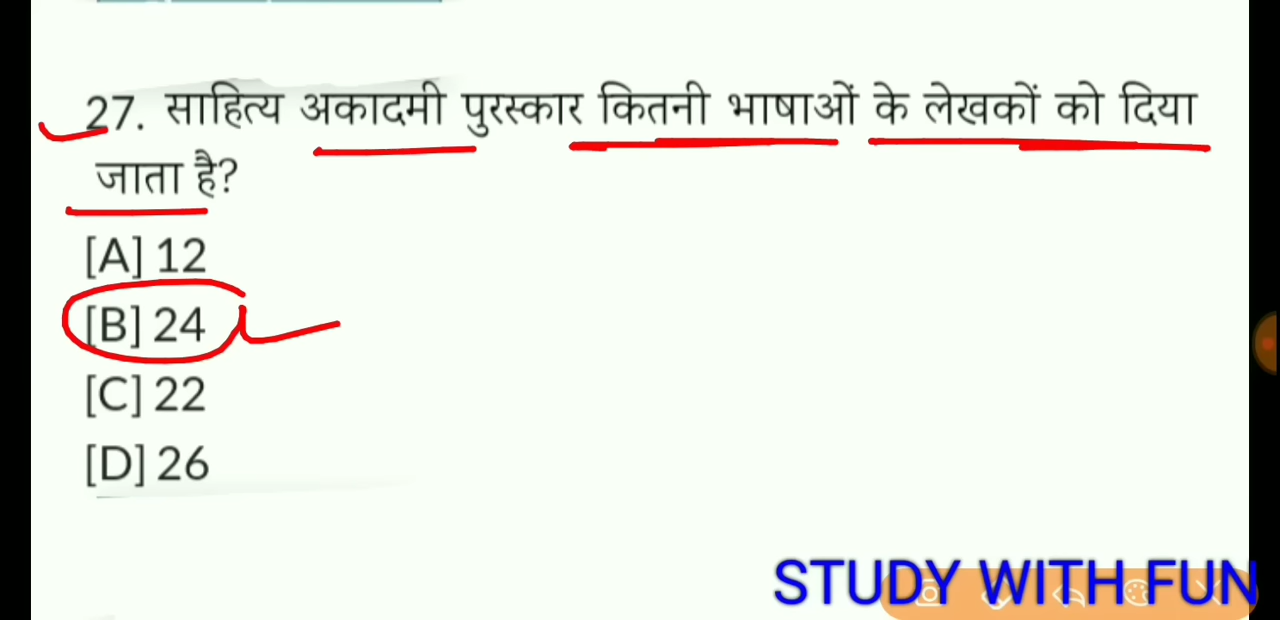 27. साहित्य अकादमी पुरस्कार कितनी भाषाओं के लेखकों को दिया
जाता है?
[A] 12
[B] 24
[C] 22
[D] 26
STUDY WITH FUN